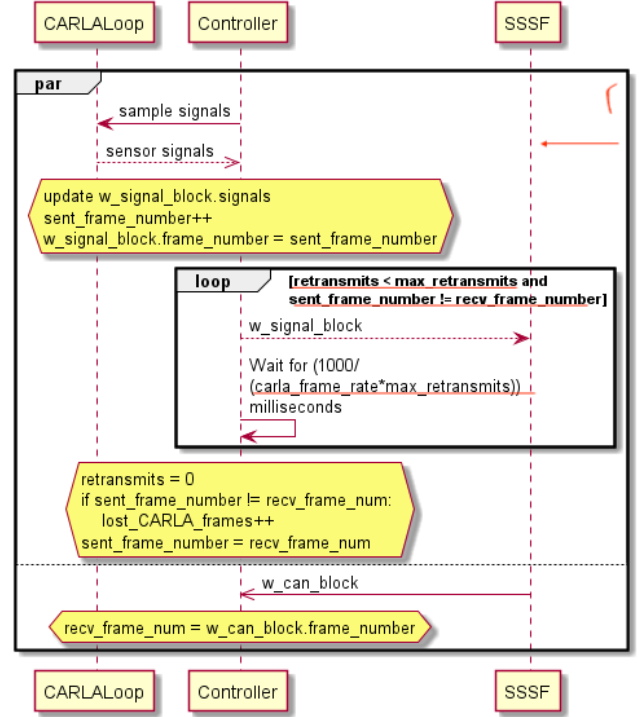 CARLALoop
Controller
SSSF
par
sample signals
sensor signals
update w_signal_block.signals
sent_frame_number++
w_signal_block.frame_number = sent_frame_number
loop
[retransmits < max_retransmits and
sent_frame_number != recv_frame_number]
w_signal_block
Wait for (1000/
(carla_frame_rate*max_retransmits))
milliseconds
retransmits = 0
if sent_frame_number != recv_frame_num:
lost_CARLA_frames++
sent_frame_number = recv_frame_num
w_can_block
recv_frame_num = w_can_block.frame_number
CARLALoop
Controller
SSSF